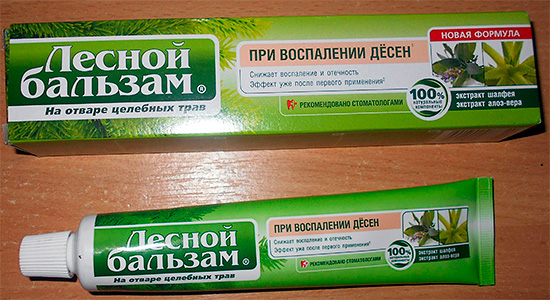 Лесной
бальзам®
На отваре целебных трав
ПРИ ВОСПАЛЕНИИ ДЁСЕН¹
Снижает воспаление и отечность
Эффект уже после первого применения²
РЕКОМЕНДОВАНО СТОМАТОЛОГАМИ
НОВАЯ ФОРМУЛА
100%
натуральные
компоненты
экстракт шалфея
экстракт алоэ-вера
Лесной
бальзам®
На отваре целебных трав
ПРИ ВОСПАЛЕНИИ ДЁСЕН
Снижает воспаление и отечность
Эффект уже после первого применения
РЕКОМЕНДОВАНО СТОМАТОЛОГАМИ
100%
экстракт шалфея
экстракт алоэ-вера